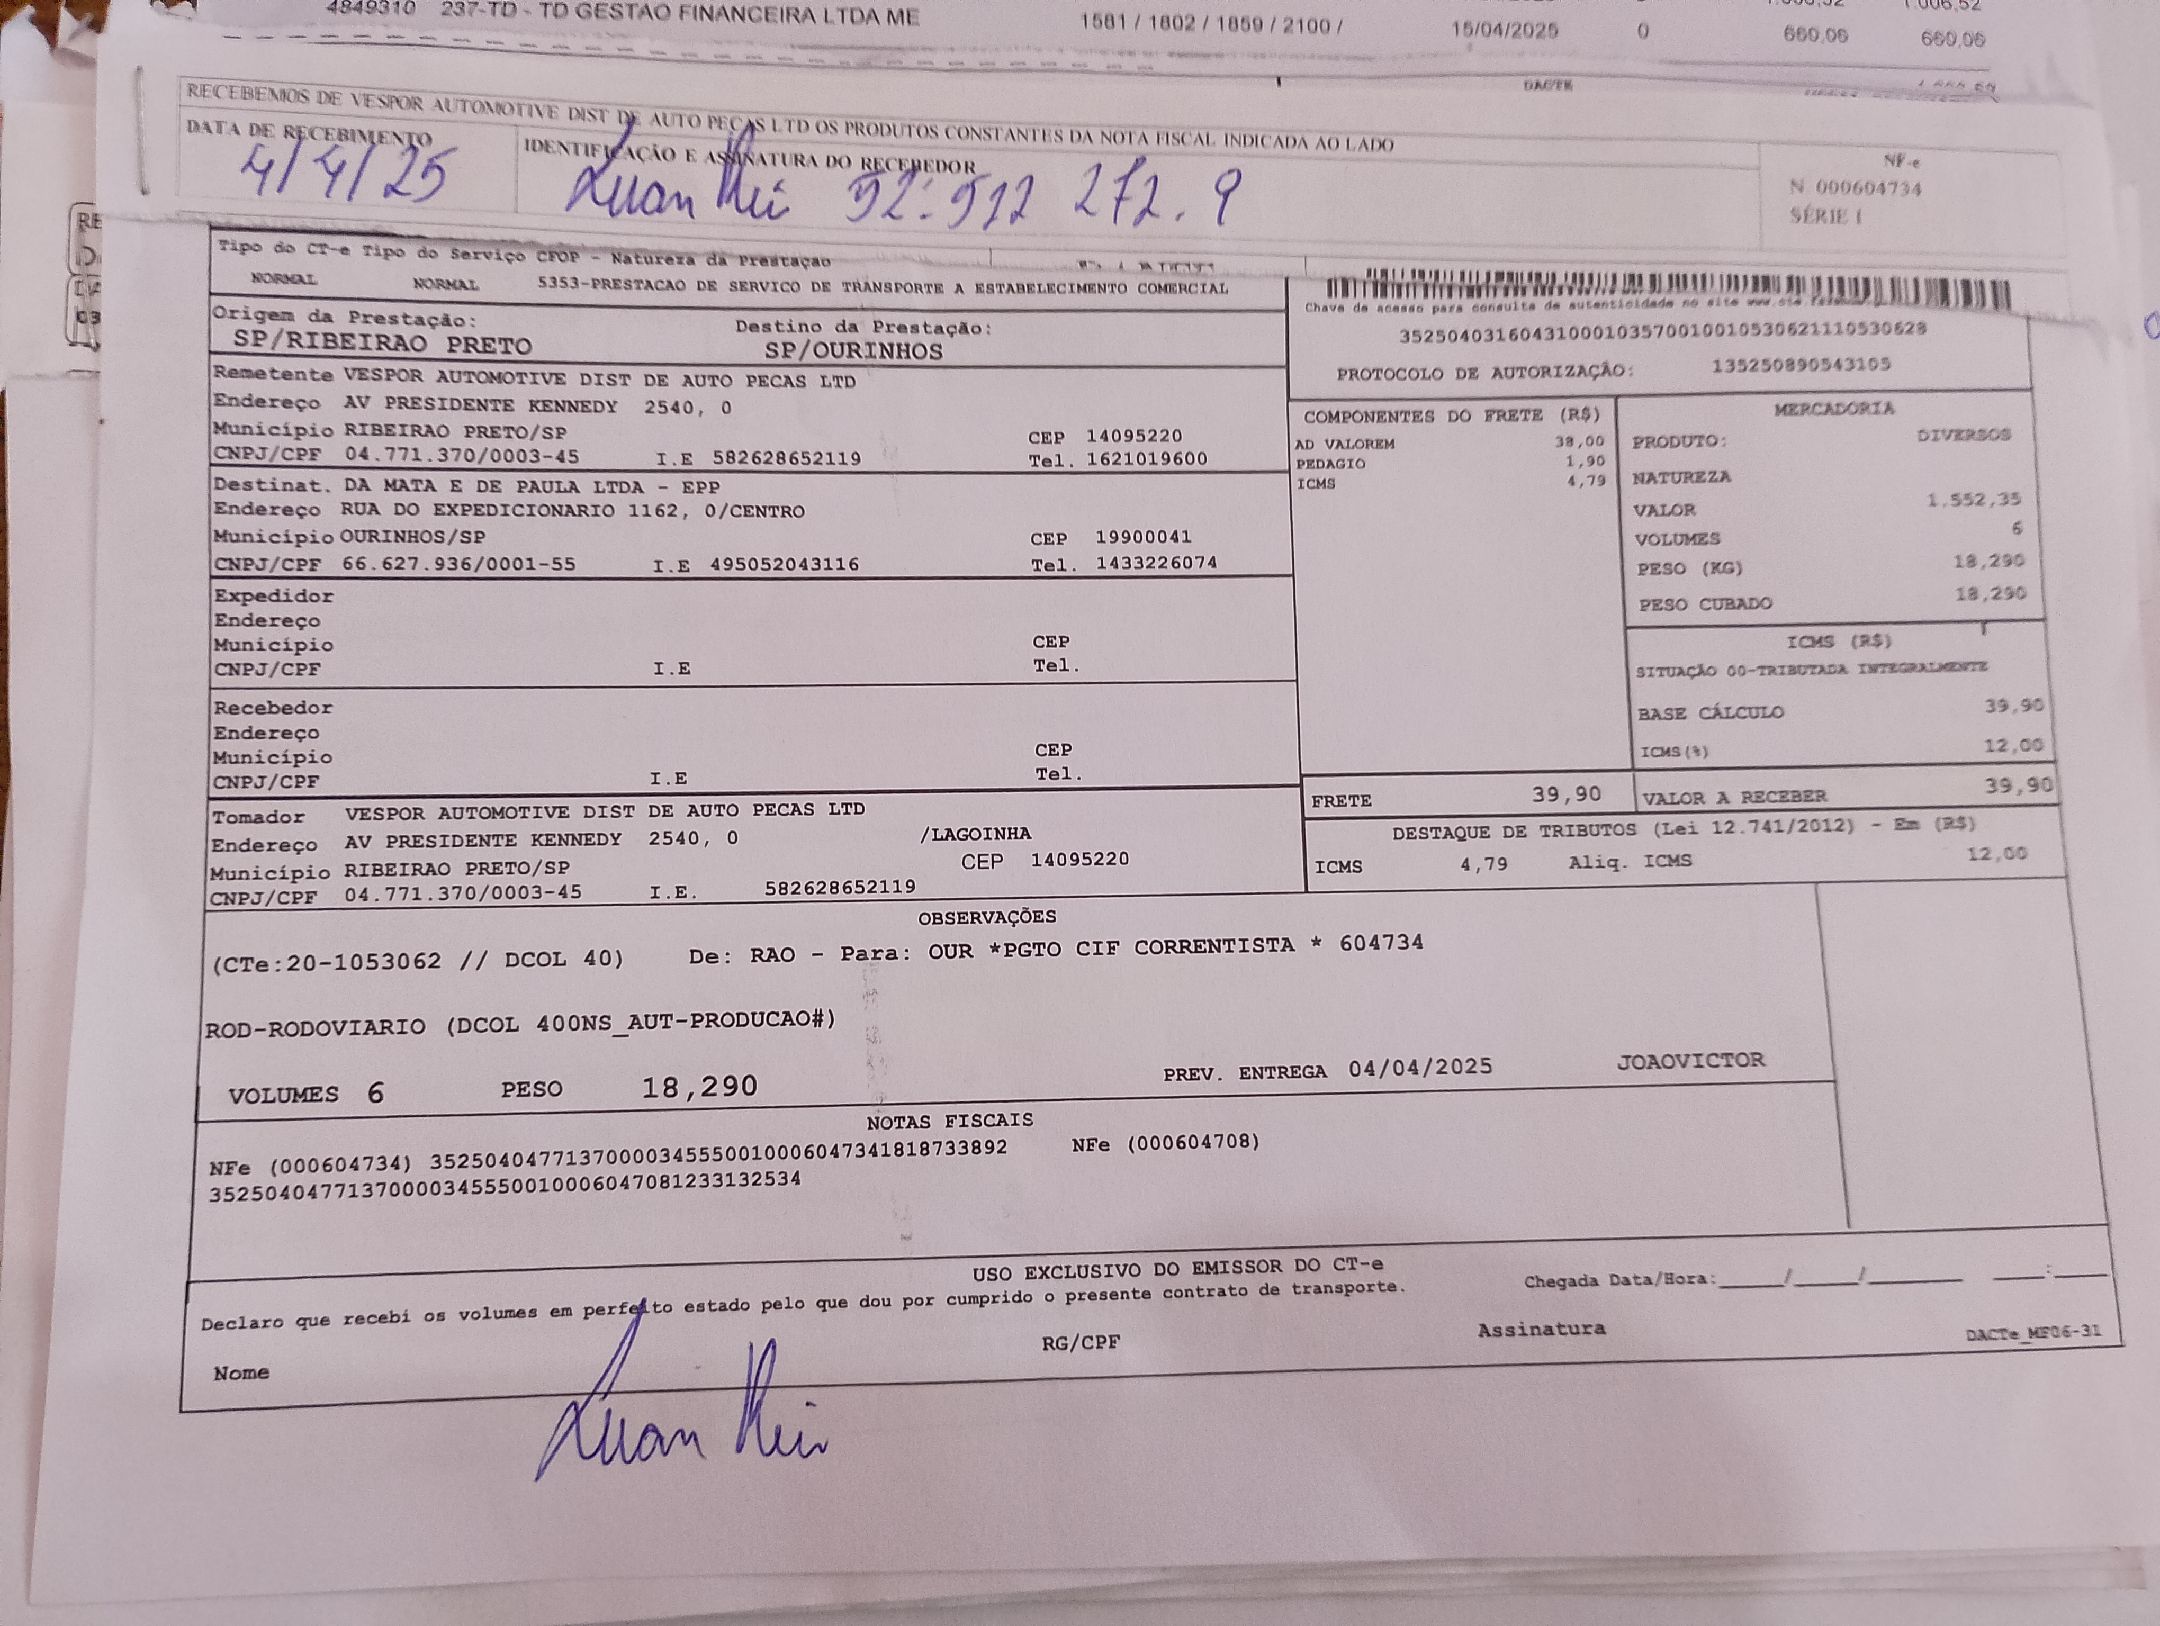 4849310 237-TD - TD GESTAO FINANCEIRA LTDA ME 1581 / 1802 / 1859 / 2100 / 15/04/2025 0 660,06 660,06
DACTE
RECEBEMOS DE VESPOR AUTOMOTIVE DIST DE AUTO PEÇAS LTD OS PRODUTOS CONSTANTES DA NOTA FISCAL INDICADA AO LADO
DATA DE RECEBIMENTO IDENTIFICAÇÃO E ASSINATURA DO RECEBEDOR
4/4/25 Luan
NF-e
N 000604734
SÉRIE 1
Tipo do CT-e Tipo do Serviço CFOP - Natureza da Prestação
NORMAL NORMAL 5353-PRESTACAO DE SERVICO DE TRANSPORTE A ESTABELECIMENTO COMERCIAL
Origem da Prestação: Destino da Prestação:
SP/RIBEIRAO PRETO SP/OURINHOS
Chave de acesso para consulta de autenticidade no site
35250403160431000103570010010530621110530628
PROTOCOLO DE AUTORIZAÇÃO: 135250890543105
Remetente VESPOR AUTOMOTIVE DIST DE AUTO PECAS LTD
Endereço AV PRESIDENTE KENNEDY 2540, 0
Município RIBEIRAO PRETO/SP CEP 14095220
CNPJ/CPF 04.771.370/0003-45 I.E 582628652119 Tel. 1621019600
Destinat. DA MATA E DE PAULA LTDA - EPP
Endereço RUA DO EXPEDICIONARIO 1162, 0/CENTRO
Município OURINHOS/SP CEP 19900041
CNPJ/CPF 66.627.936/0001-55 I.E 495052043116 Tel. 1433226074
Expedidor
Endereço
Município CEP
CNPJ/CPF I.E Tel.
Recebedor
Endereço
Município CEP
CNPJ/CPF I.E Tel.
Tomador VESPOR AUTOMOTIVE DIST DE AUTO PECAS LTD
Endereço AV PRESIDENTE KENNEDY 2540, 0 /LAGOINHA
Município RIBEIRAO PRETO/SP CEP 14095220
CNPJ/CPF 04.771.370/0003-45 I.E. 582628652119
COMPONENTES DO FRETE (R$)
AD VALOREM 38,00
PEDAGIO 1,90
ICMS 4,79
MERCADORIA
PRODUTO: DIVERSOS
NATUREZA
VALOR 1.552,35
VOLUMES 6
PESO (KG) 18,290
PESO CUBADO 18,290
ICMS (R$)
SITUAÇÃO 00-TRIBUTADA INTEGRALMENTE
BASE CÁLCULO 39,90
ICMS(%) 12,00
FRETE 39,90 VALOR A RECEBER 39,90
DESTAQUE DE TRIBUTOS (Lei 12.741/2012) - Em (R$)
ICMS 4,79 Aliq. ICMS 12,00
OBSERVAÇÕES
(CTe:20-1053062 // DCOL 40) De: RAO - Para: OUR *PGTO CIF CORRENTISTA * 604734
ROD-RODOVIARIO (DCOL 400NS_AUT-PRODUCAO#)
VOLUMES 6 PESO 18,290 PREV. ENTREGA 04/04/2025 JOAOVICTOR
NOTAS FISCAIS
NFe (000604734) 35250404771370000345550010006047341818733892 NFe (000604708)
35250404771370000345550010006047081233132534
USO EXCLUSIVO DO EMISSOR DO CT-e
Declaro que recebi os volumes em perfeito estado pelo que dou por cumprido o presente contrato de transporte. Chegada Data/Hora:_____/_____/_______ ____:____
Nome RG/CPF Assinatura DACTe_MF06-31
Luan